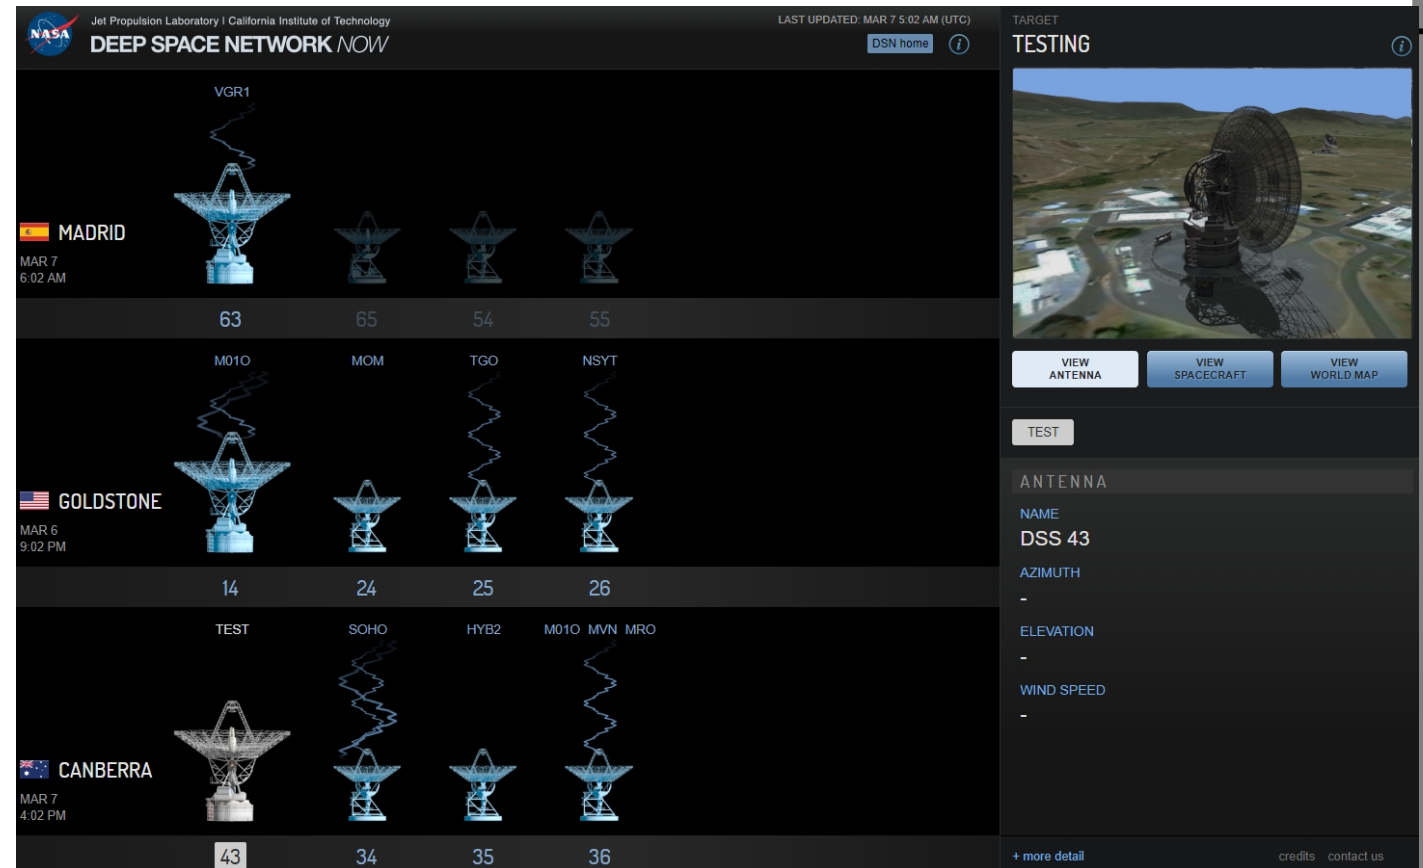 NASA
Jet Propulsion Laboratory | California Institute of Technology
DEEP SPACE NETWORK NOW
LAST UPDATED: MAR 7 5:02 AM (UTC)
DSN home
i
VGR1
MADRID
MAR 7
6:02 AM
63 65 54 55
M01O MOM TGO NSYT
GOLDSTONE
MAR 6
9:02 PM
14 24 25 26
TEST SOHO HYB2 M01O MVN MRO
CANBERRA
MAR 7
4:02 PM
43 34 35 36
TARGET
TESTING
i
VIEW
ANTENNA
VIEW
SPACECRAFT
VIEW
WORLD MAP
TEST
ANTENNA
NAME
DSS 43
AZIMUTH
-
ELEVATION
-
WIND SPEED
-
+ more detail
credits contact us